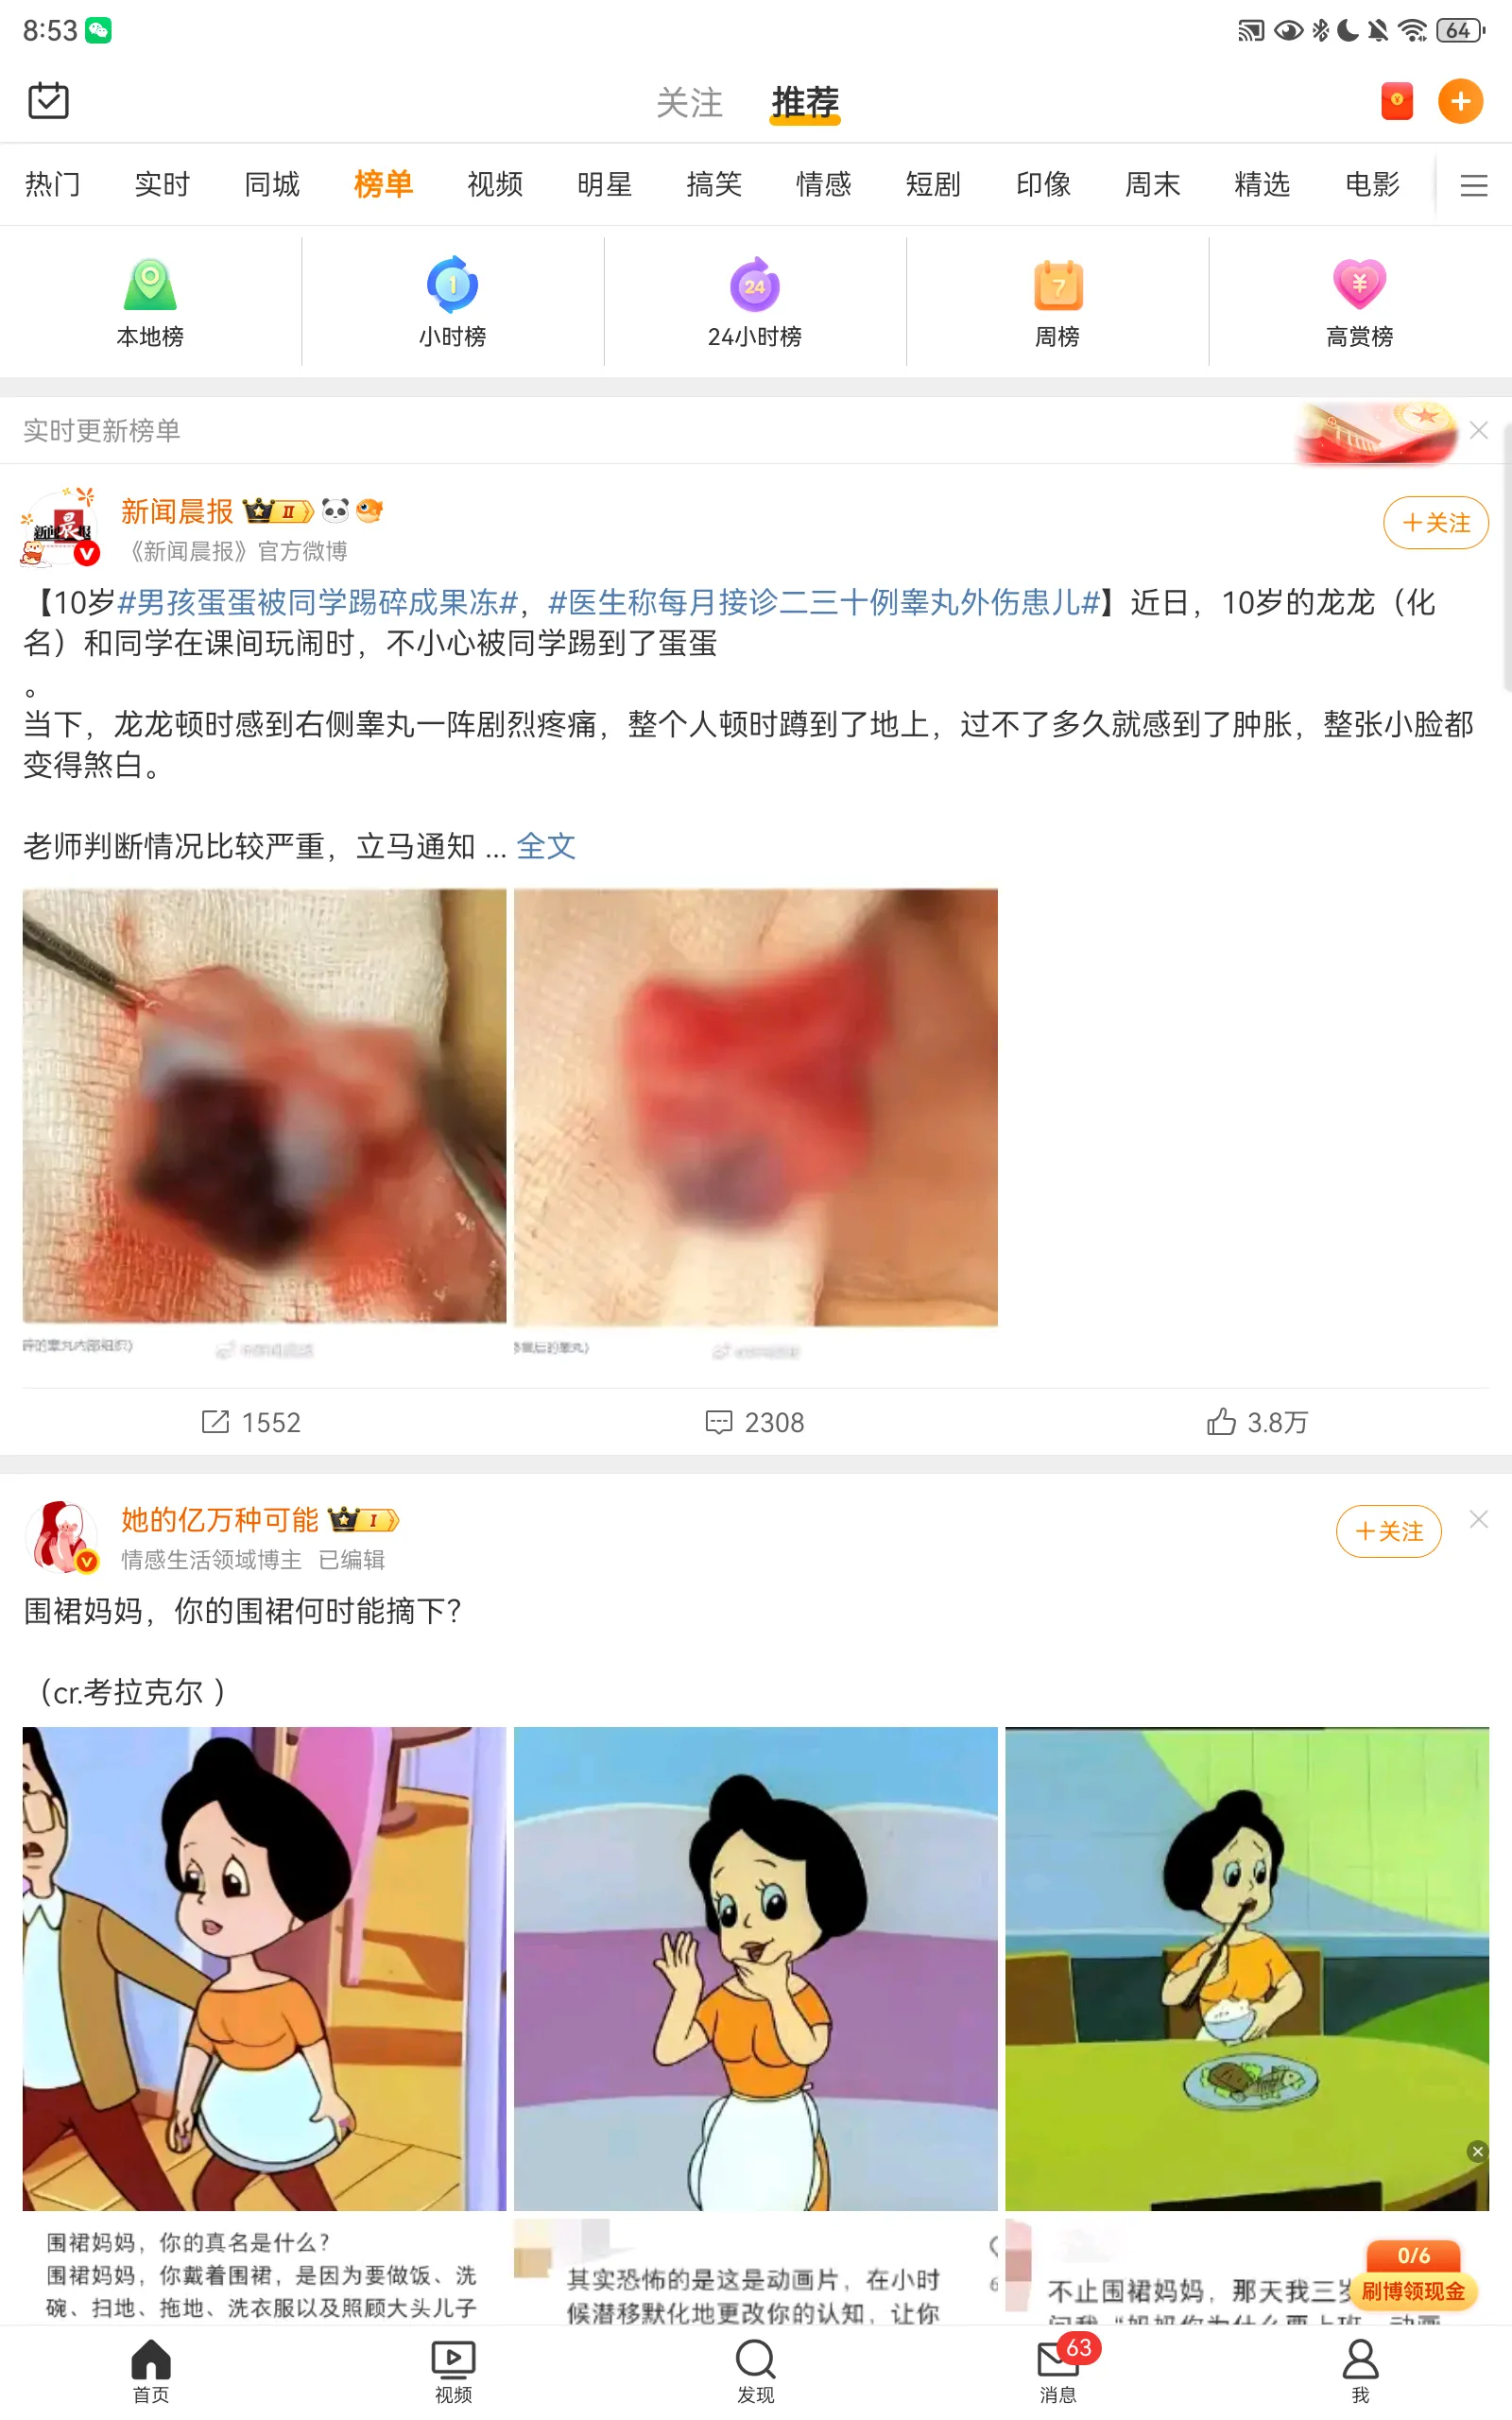 8:53
64
关注 推荐
热门 实时 同城 榜单 视频 明星 搞笑 情感 短剧 印像 周末 精选 电影
1 24 7 ¥
本地榜 小时榜 24小时榜 周榜 高赏榜
实时更新榜单
新闻晨报 II
《新闻晨报》官方微博
+关注
【10岁#男孩蛋蛋被同学踢碎成果冻#，#医生称每月接诊二三十例睾丸外伤患儿#】近日，10岁的龙龙（化
名）和同学在课间玩闹时，不小心被同学踢到了蛋蛋
。
当下，龙龙顿时感到右侧睾丸一阵剧烈疼痛，整个人顿时蹲到了地上，过不了多久就感到了肿胀，整张小脸都
变得煞白。
老师判断情况比较严重，立马通知 ... 全文
碎的睾丸内部组织）
后的睾丸）
1552 2308 3.8万
她的亿万种可能 I
情感生活领域博主 已编辑
+关注
围裙妈妈，你的围裙何时能摘下？
（cr.考拉克尔 ）
围裙妈妈，你的真名是什么？
围裙妈妈，你戴着围裙，是因为要做饭、洗
碗、扫地、拖地、洗衣服以及照顾大头儿子
其实恐怖的是这是动画片，在小时
候潜移默化地更改你的认知，让你
不止围裙妈妈，那天我三岁
0/6
刷博领现金
首页 视频 发现 消息 我
63